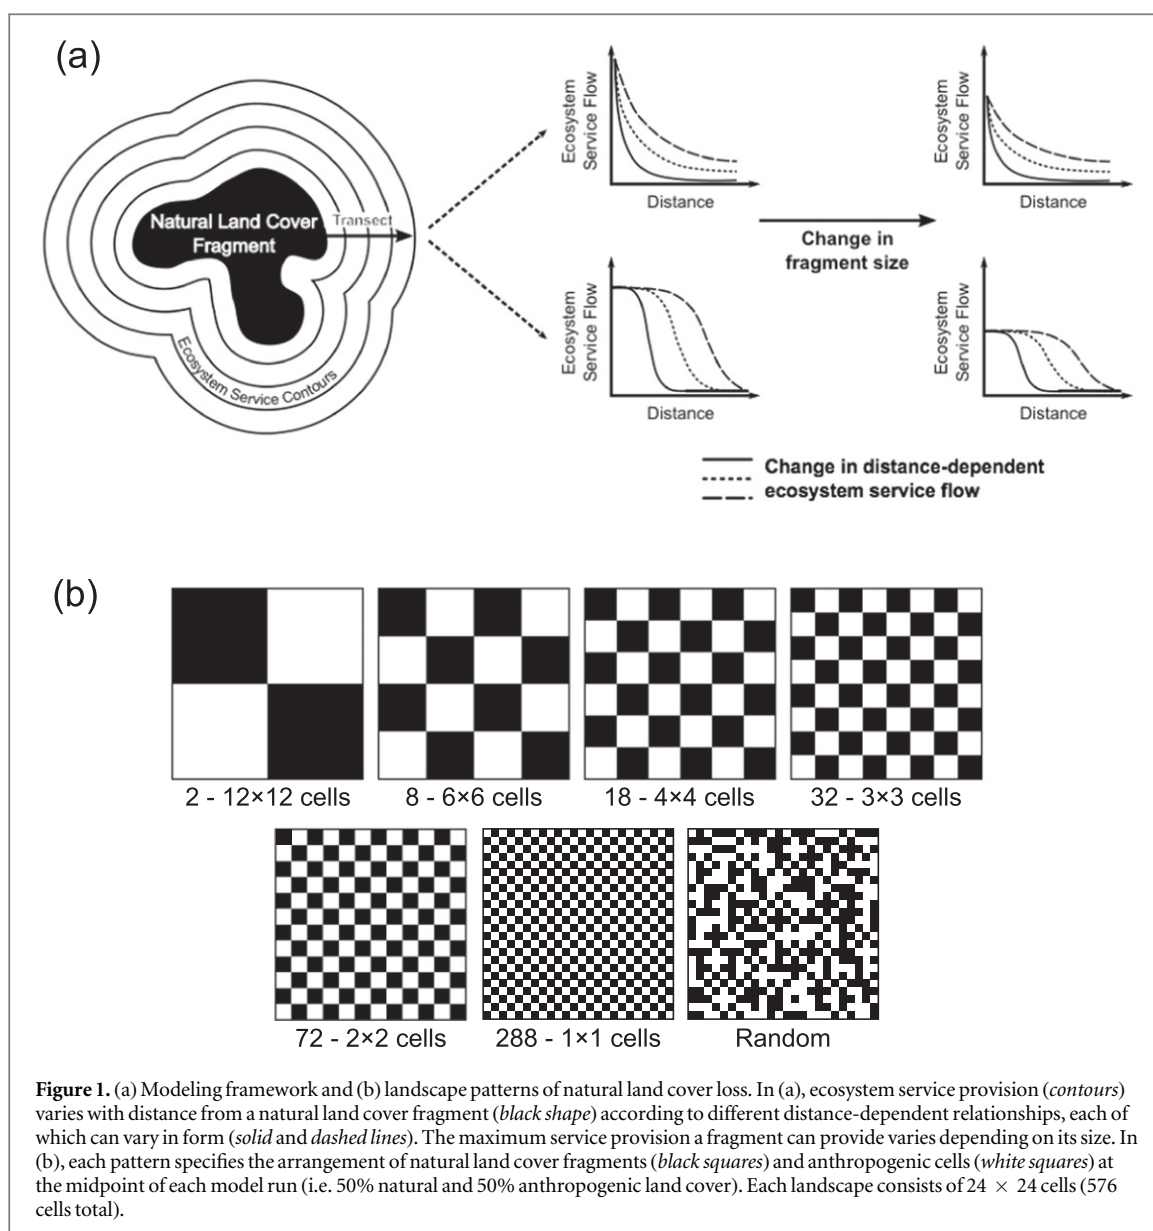 (a)
Natural Land Cover
Fragment
Transect
Ecosystem Service Contours
Ecosystem
Service Flow
Distance
Ecosystem
Service Flow
Distance
Change in
fragment size
Ecosystem
Service Flow
Distance
Ecosystem
Service Flow
Distance
Change in distance-dependent
ecosystem service flow
(b)
2 - 12×12 cells
8 - 6×6 cells
18 - 4×4 cells
32 - 3×3 cells
72 - 2×2 cells
288 - 1×1 cells
Random
Figure 1. (a) Modeling framework and (b) landscape patterns of natural land cover loss. In (a), ecosystem service provision (contours)
varies with distance from a natural land cover fragment (black shape) according to different distance-dependent relationships, each of
which can vary in form (solid and dashed lines). The maximum service provision a fragment can provide varies depending on its size. In
(b), each pattern specifies the arrangement of natural land cover fragments (black squares) and anthropogenic cells (white squares) at
the midpoint of each model run (i.e. 50% natural and 50% anthropogenic land cover). Each landscape consists of 24 × 24 cells (576
cells total).